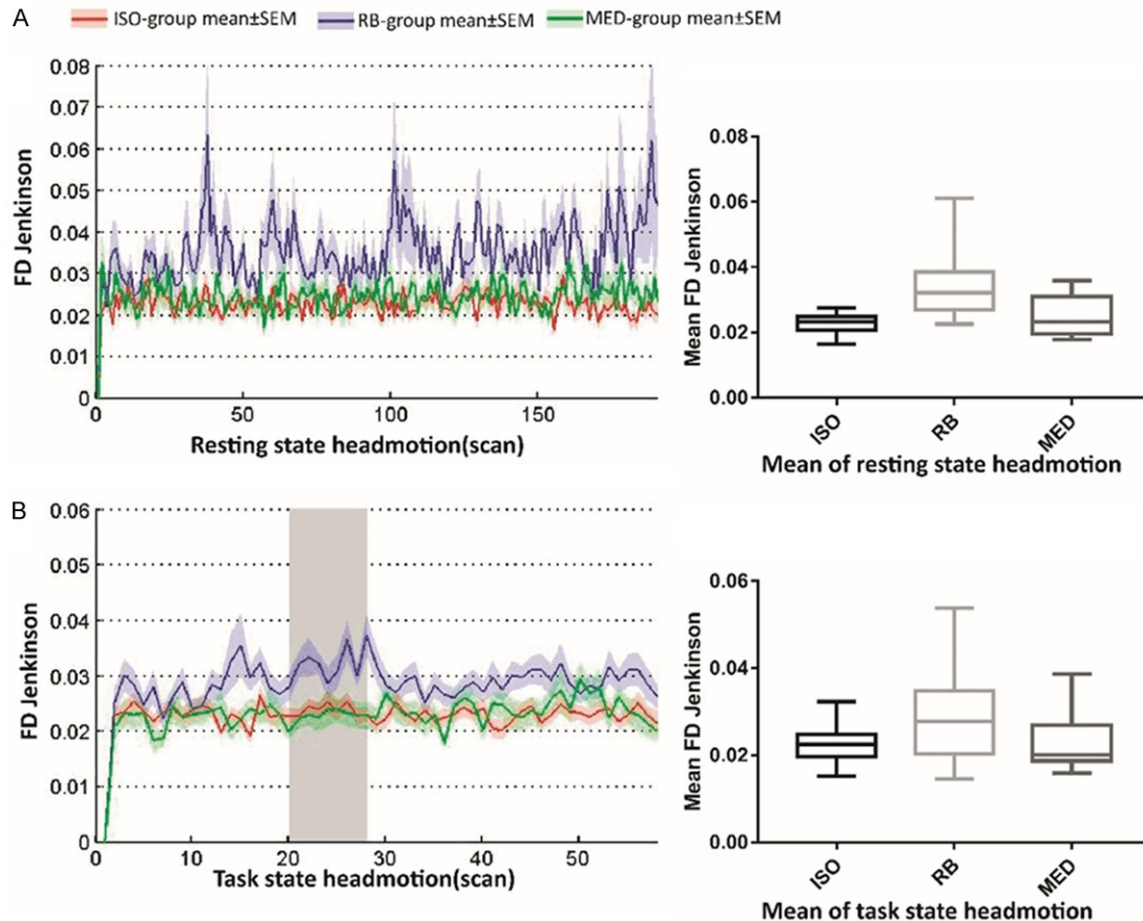 A
ISO-group mean±SEM RB-group mean±SEM MED-group mean±SEM
FD Jenkinson
0.08
0.07
0.06
0.05
0.04
0.03
0.02
0.01
0
0 50 100 150
Resting state headmotion(scan)
Mean FD Jenkinson
0.08
0.06
0.04
0.02
0.00
ISO RB MED
Mean of resting state headmotion
B
FD Jenkinson
0.06
0.05
0.04
0.03
0.02
0.01
0
0 10 20 30 40 50
Task state headmotion(scan)
Mean FD Jenkinson
0.06
0.04
0.02
0.00
ISO RB MED
Mean of task state headmotion